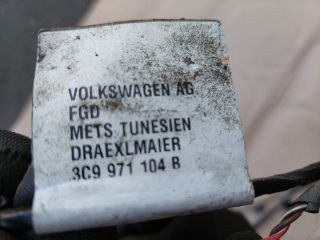 VOLKSWAGEN AG
FGD
METS TUNESIEN
DRAEXLMAIER
3C9 971 104 B